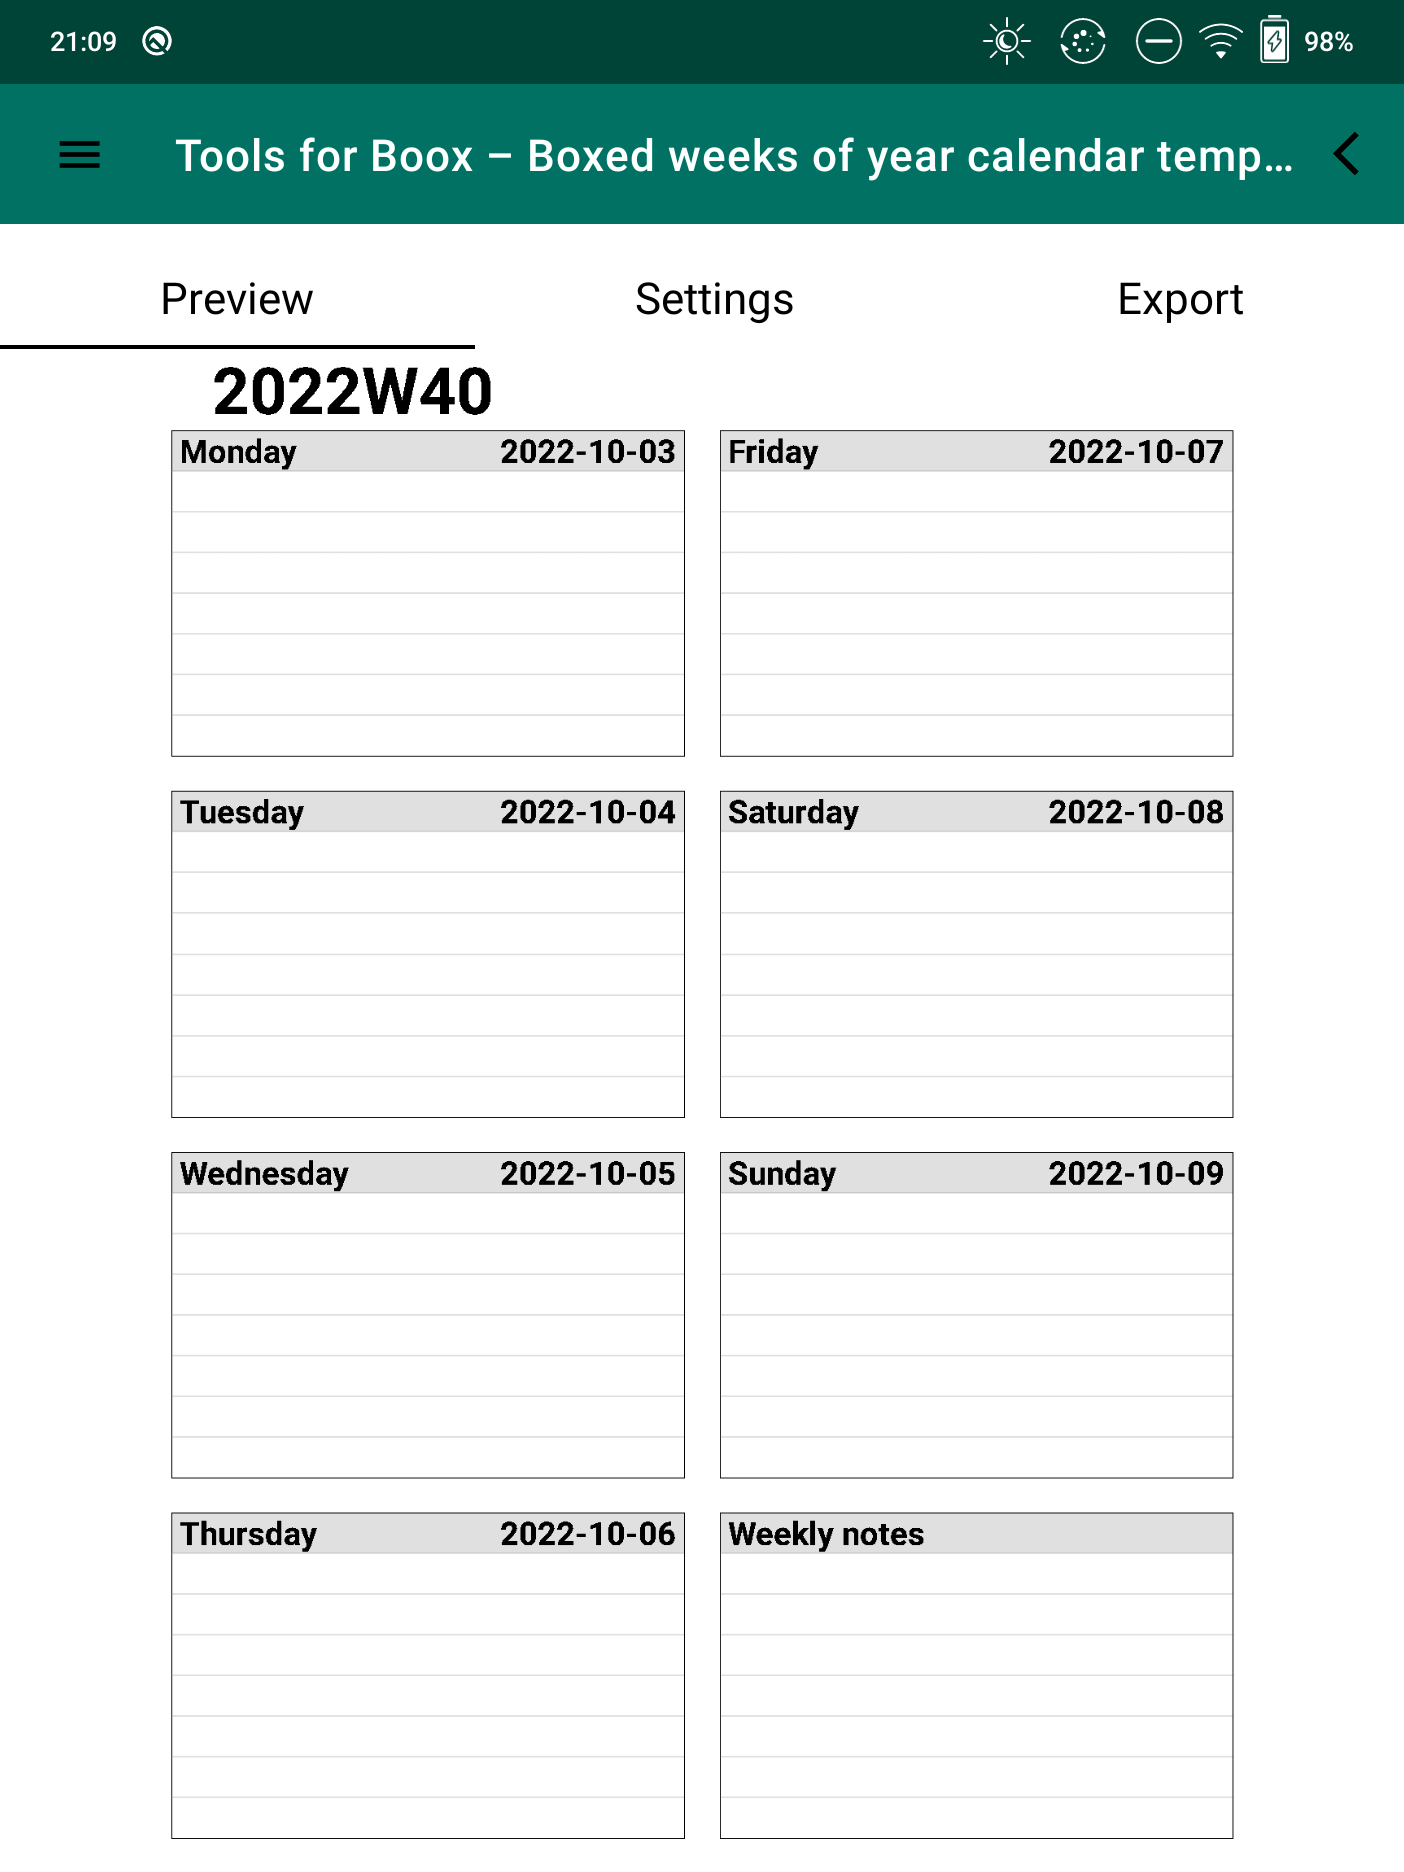 21:09
98%
Tools for Boox – Boxed weeks of year calendar temp...
Preview
Settings
Export
2022W40
Monday 2022-10-03
Friday 2022-10-07
Tuesday 2022-10-04
Saturday 2022-10-08
Wednesday 2022-10-05
Sunday 2022-10-09
Thursday 2022-10-06
Weekly notes